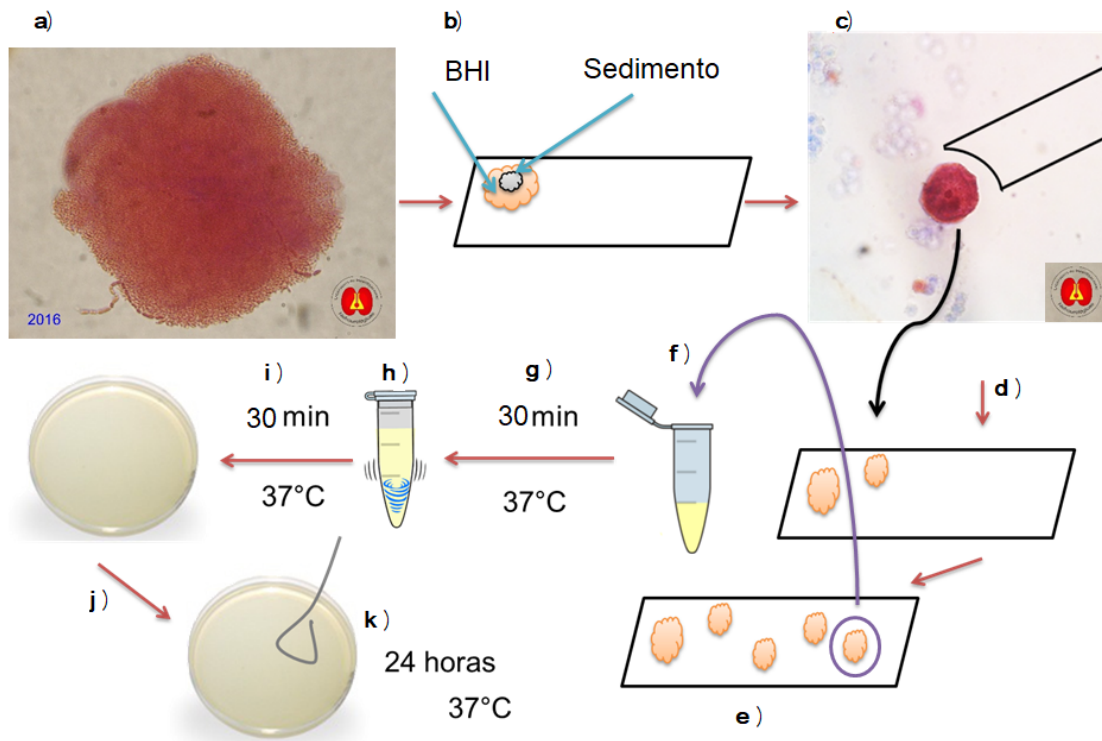 a)
b)
c)
BHI
Sedimento
2016
d)
e)
f)
g)
30 min
37°C
h)
i)
30 min
37°C
j)
k)
24 horas
37°C